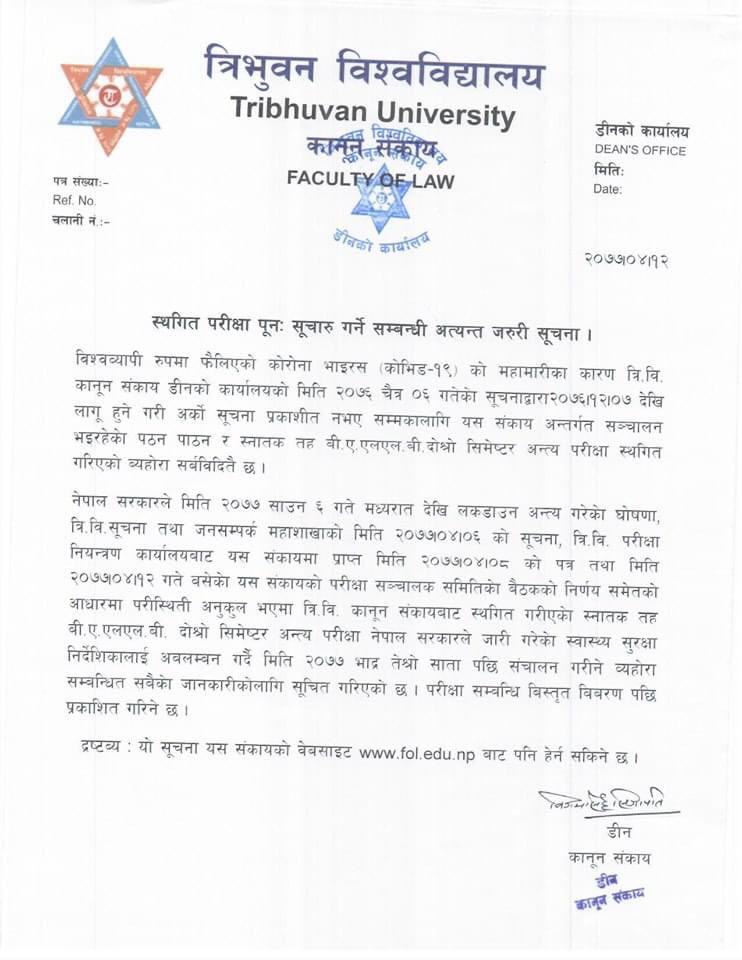 त्रिभुवन विश्वविद्यालय
Tribhuvan University
कानून संकाय
FACULTY OF LAW
डीनको कार्यालय
DEAN'S OFFICE
मितिः
Date:
पत्र संख्याः-
Ref. No.
चलानी नं.:-
त्रिभुवन विश्वविद्यालय
कानून संकाय
डीनको कार्यालय
२०७७।०४।१२
स्थगित परीक्षा पूनः सूचारु गर्ने सम्बन्धी अत्यन्त जरुरी सूचना ।
विश्वव्यापी रुपमा फैलिएको कोरोना भाइरस (कोभिड-१९) को महामारीका कारण त्रि.वि.
कानून संकाय डीनको कार्यालयको मिति २०७६ चैत्र ०६ गतेको सूचनाद्वारा२०७६।१२।०७ देखि
लागू हुने गरी अर्को सूचना प्रकाशीत नभए सम्मकालागि यस संकाय अन्तर्गत सञ्चालन
भइरहेको पठन पाठन र स्नातक तह बी.ए.एलएल.बी.दोश्रो सिमेष्टर अन्त्य परीक्षा स्थगित
गरिएको व्यहोरा सर्बविदितै छ ।
नेपाल सरकारले मिति २०७७ साउन ६ गते मध्यरात देखि लकडाउन अन्त्य गरेको घोषणा,
त्रि.वि.सूचना तथा जनसम्पर्क महाशाखाको मिति २०७७।०४।०६ को सूचना, त्रि.बि. परीक्षा
नियन्त्रण कार्यालयबाट यस संकायमा प्राप्त मिति २०७७।०४।०८ को पत्र तथा मिति
२०७७।०४।१२ गते बसेको यस संकायको परीक्षा सञ्चालक समितिको बैठकको निर्णय समेतको
आधारमा परीस्थिती अनुकुल भएमा त्रि.वि. कानून संकायबाट स्थगित गरीएको स्नातक तह
बी.ए.एलएल.बी. दोश्रो सिमेष्टर अन्त्य परीक्षा नेपाल सरकारले जारी गरेको स्वास्थ्य सुरक्षा
निर्देशिकालाई अवलम्बन गर्दै मिति २०७७ भाद्र तेश्रो साता पछि संचालन गरीने व्यहोरा
सम्बन्धित सवैको जानकारीकोलागि सूचित गरिएको छ । परीक्षा सम्बन्धि बिस्तृत बिबरण पछि
प्रकाशित गरिने छ ।
द्रष्टव्य : यो सूचना यस संकायको वेबसाइट www.fol.edu.np बाट पनि हेर्न सकिने छ ।
डीन
कानून संकाय
डीन
कानून संकाय